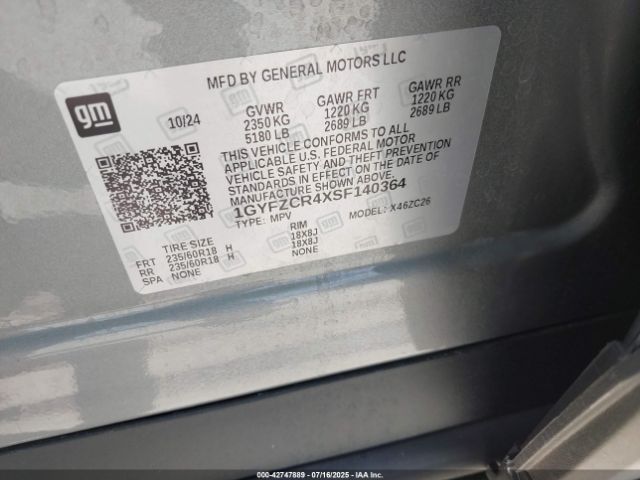 MFD BY GENERAL MOTORS LLC
gm
10/24
GVWR GAWR FRT GAWR RR
2350 KG 1220 KG 1220 KG
5180 LB 2689 LB 2689 LB
THIS VEHICLE CONFORMS TO ALL
APPLICABLE U.S. FEDERAL MOTOR
VEHICLE SAFETY AND THEFT PREVENTION
STANDARDS IN EFFECT ON THE DATE OF
MANUFACTURE SHOWN ABOVE.
1GYFZCR4XSF140364
TYPE: MPV MODEL: X46ZC26
TIRE SIZE RIM
FRT 235/60R18 H 18X8J
RR 235/60R18 H 18X8J
SPA NONE NONE
OWNER: 42747889 - 07/16/2025 - IAA Inc.